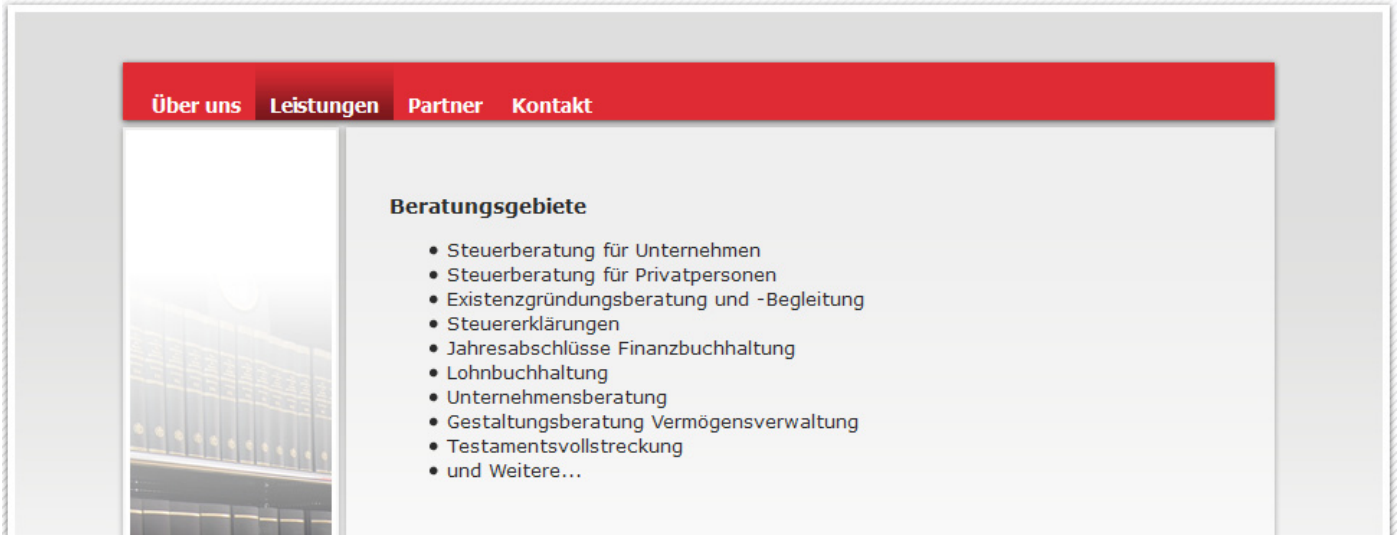 Über uns Leistungen Partner Kontakt
Beratungsgebiete
• Steuerberatung für Unternehmen
• Steuerberatung für Privatpersonen
• Existenzgründungsberatung und -Begleitung
• Steuererklärungen
• Jahresabschlüsse Finanzbuchhaltung
• Lohnbuchhaltung
• Unternehmensberatung
• Gestaltungsberatung Vermögensverwaltung
• Testamentsvollstreckung
• und Weitere...